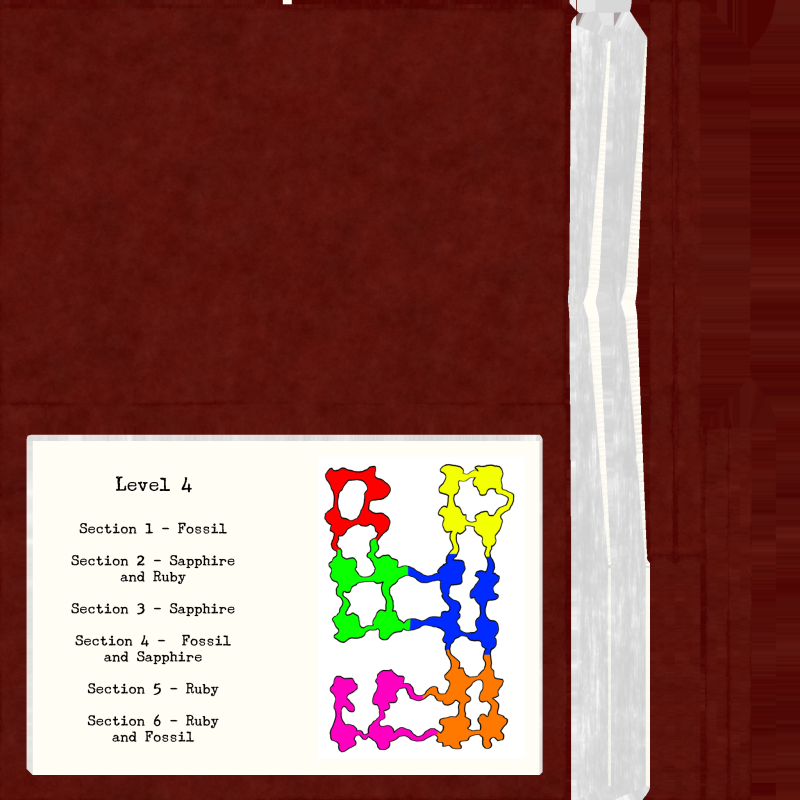 Level 4
Section 1 - Fossil
Section 2 - Sapphire
and Ruby
Section 3 - Sapphire
Section 4 - Fossil
and Sapphire
Section 5 - Ruby
Section 6 - Ruby
and Fossil